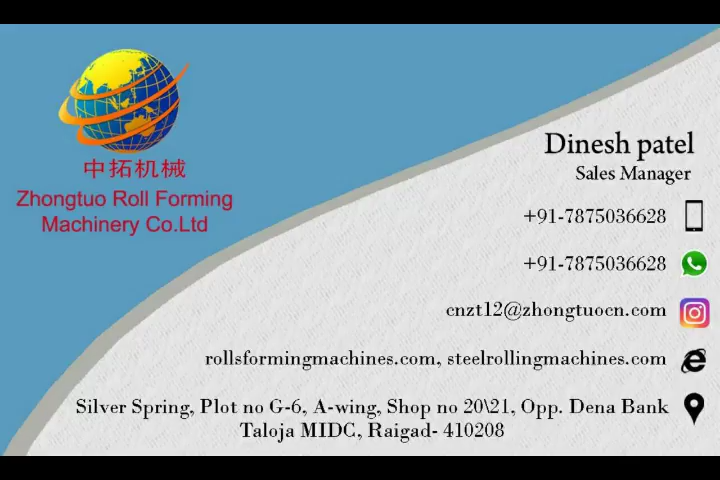 中拓机械
Zhongtuo Roll Forming
Machinery Co.Ltd
Dinesh patel
Sales Manager
+91-7875036628
+91-7875036628
cnzt12@zhongtuocn.com
rollsformingmachines.com, steelrollingmachines.com
Silver Spring, Plot no G-6, A-wing, Shop no 20\21, Opp. Dena Bank
Taloja MIDC, Raigad- 410208